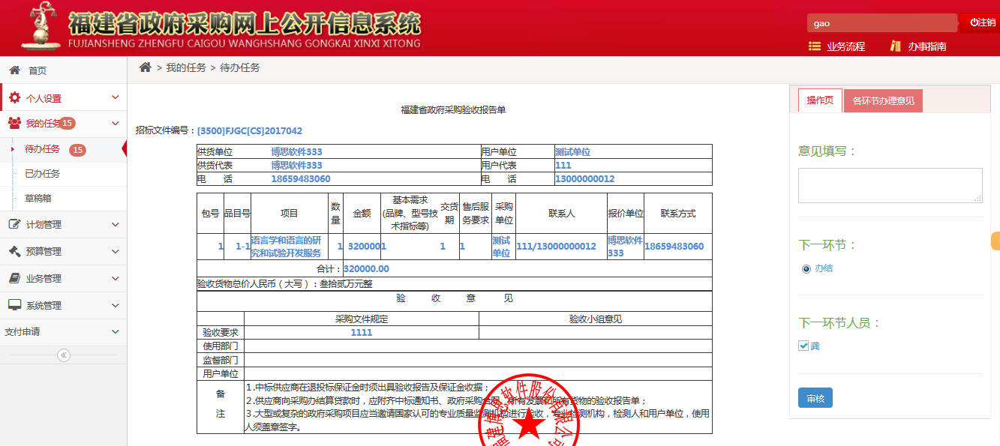 福建省政府采购网上公开信息系统
FUJIANSHENG ZHENGFU CAIGOU WANGHSHANG GONGKAI XINXI XITONG
gao
注销
业务流程 办事指南
首页
个人设置
我的任务 15
待办任务 15
已办任务
草稿箱
计划管理
预算管理
业务管理
系统管理
支付申请
> 我的任务 > 待办任务
福建省政府采购验收报告单
招标文件编号：[3500]FJGC[CS]2017042
供货单位 博思软件333 用户单位 测试单位
供货代表 博思软件333 用户代表 111
电 话 18659483060 电 话 13000000012
包号 品目号 项目 数量 金额 基本需求(品牌、型号技术指标等) 交货期 售后服务要求 采购单位 联系人 报价单位 联系方式
1 1-1 语言学和语言的研究和试验开发服务 1 320000 1 1 1 测试单位 111/13000000012 博思软件333 18659483060
合计：320000.00
验收货物总价人民币（大写）：叁拾贰万元整
验 收 意 见
采购文件规定 验收小组意见
验收要求 1111
使用部门
监督部门
用户单位
备注
1.中标供应商在退投标保证金时须出具验收报告及保证金收据；
2.供应商向采购办结算贷款时，应附齐中标通知书、政府采购合同、所有发票和所有货物的验收报告单；
3.大型或复杂的政府采购项目应当邀请国家认可的专业质量监测机构进行验收，专业检测机构，检测人和用户单位，使用
人须盖章签字。
福建博思软件股份有限公司
操作页 各环节办理意见
意见填写：
下一环节：
办结
下一环节人员：
龚
审核